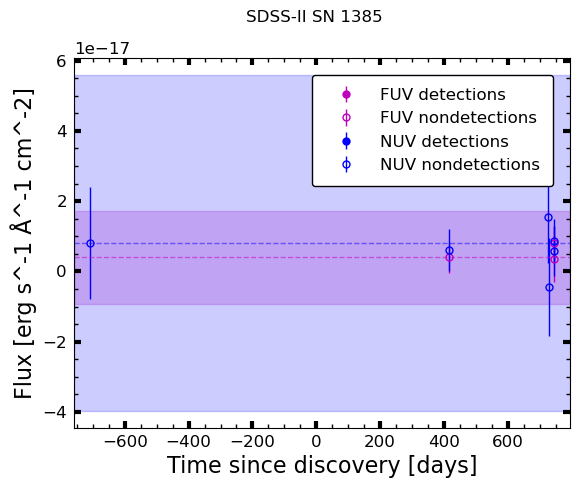 SDSS-II SN 1385
1e−17
6
4
2
0
−2
−4
Flux [erg s^-1 Å^-1 cm^-2]
FUV detections
FUV nondetections
NUV detections
NUV nondetections
−600 −400 −200 0 200 400 600
Time since discovery [days]